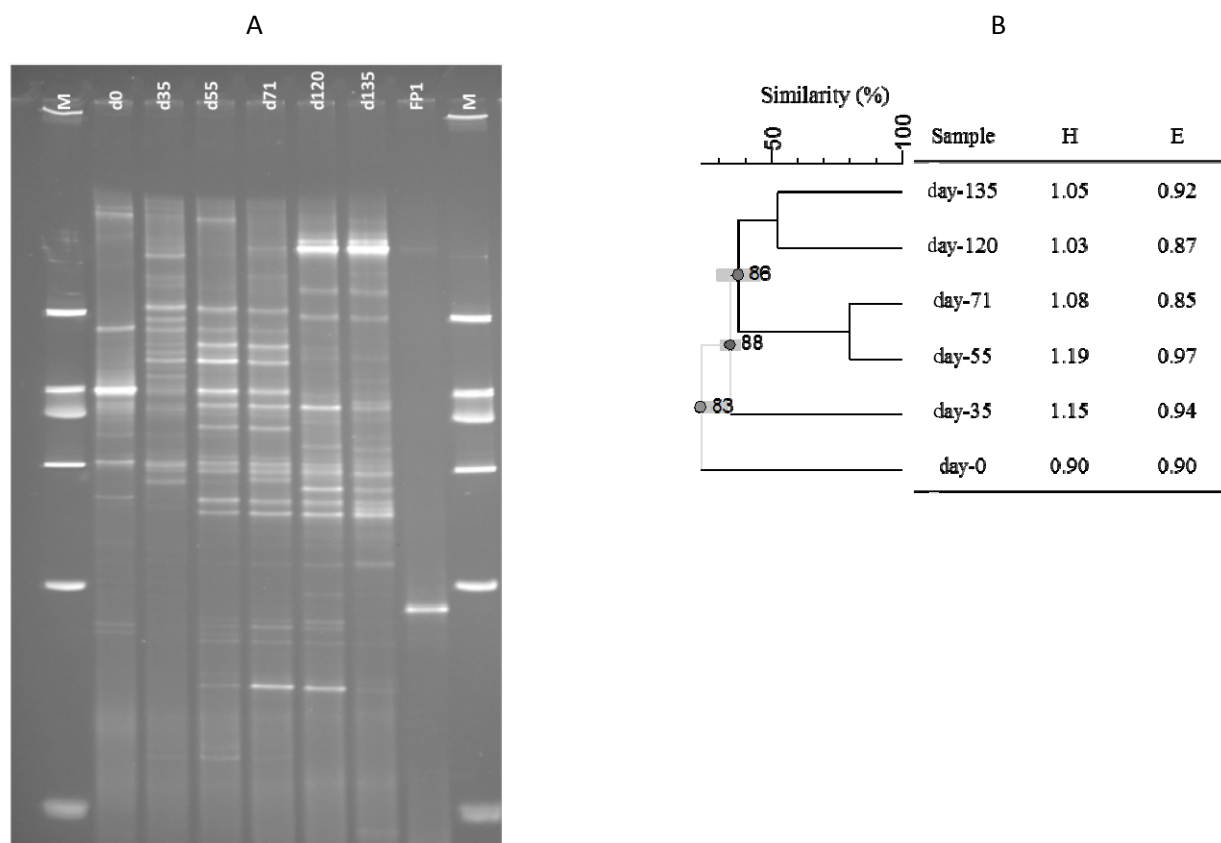 A
B
M d0 d35 d55 d71 d120 d135 FP1 M
Similarity (%)
50 100
Sample H E
day-135 1.05 0.92
day-120 1.03 0.87
86
day-71 1.08 0.85
88
day-55 1.19 0.97
83
day-35 1.15 0.94
day-0 0.90 0.90